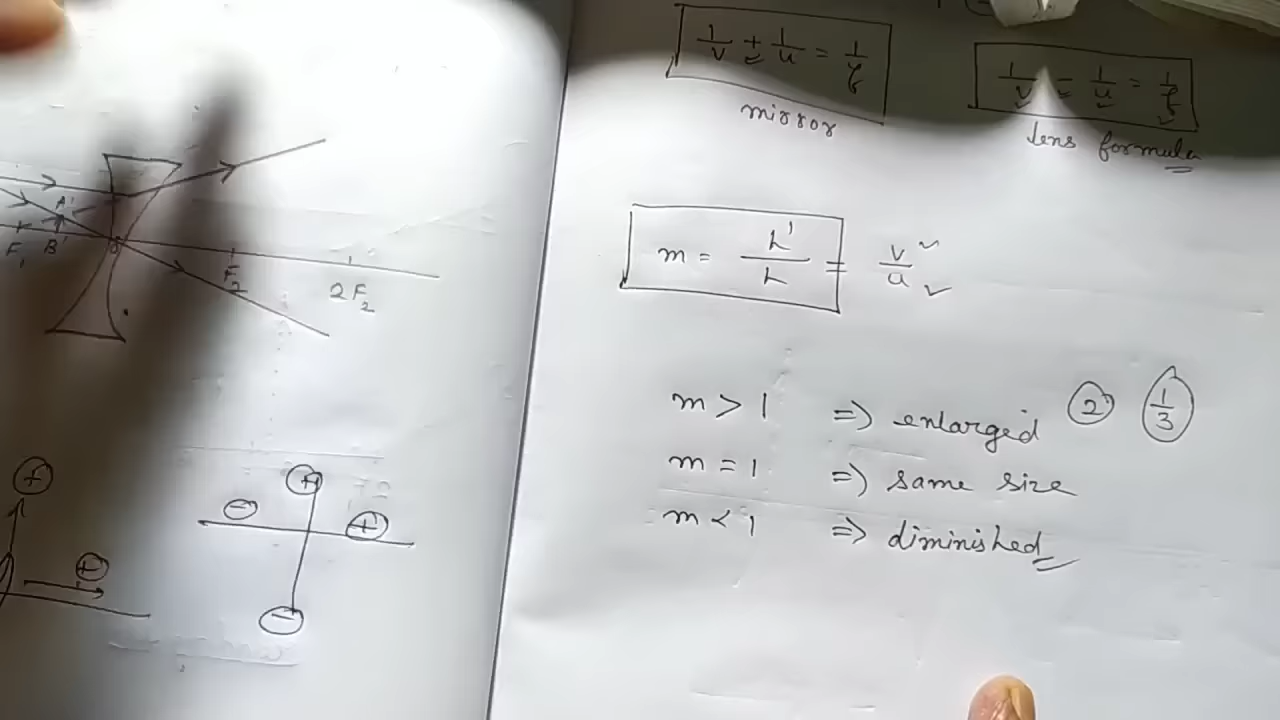 A'
F₁ B'
F₂
2F₂
+
+
+
-
+
-
1/v ± 1/u = 1/f
mirror
1/v - 1/u = 1/f
lens formula
m = h'/h = v/u
m > 1 => enlarged 2 1/3
m = 1 => same size
m < 1 => diminished